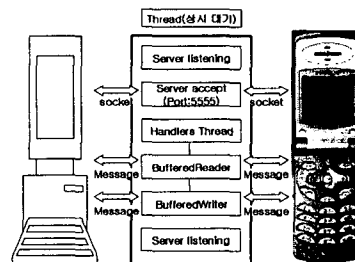 Thread(상시 대기)
Server listening
Server accept
(Port:5555)
socket
socket
Handlers Thread
BufferedReader
Message
Message
BufferedWriter
Message
Message
Server listening